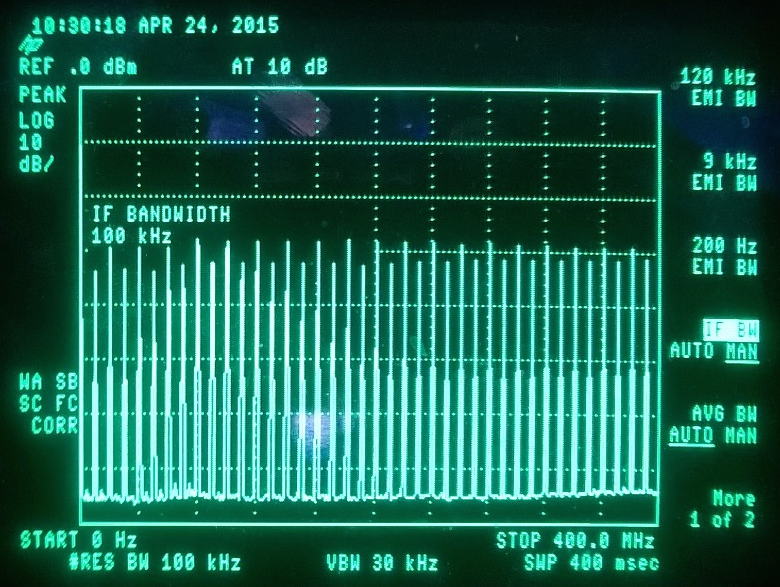 10:30:18 APR 24, 2015
REF .0 dBm AT 10 dB
PEAK
LOG
10
dB/
IF BANDWIDTH
100 kHz
WA SB
SC FC
CORR
START 0 Hz STOP 400.0 MHz
#RES BW 100 kHz VBW 30 kHz SWP 400 msec
120 kHz
EMI BW
9 kHz
EMI BW
200 Hz
EMI BW
IF BW
AUTO MAN
AVG BW
AUTO MAN
More
1 of 2